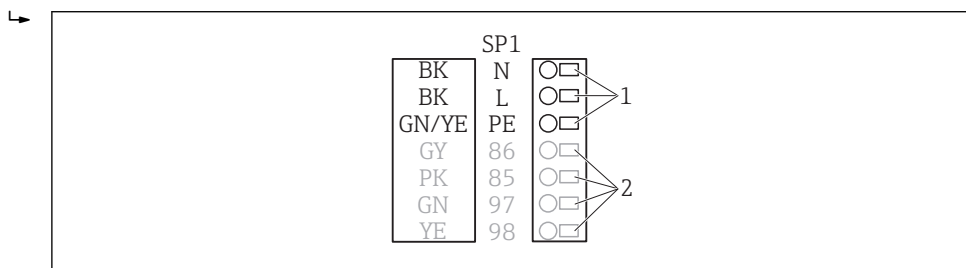 SP1
BK N
BK L 1
GN/YE PE
GY 86
PK 85 2
GN 97
YE 98